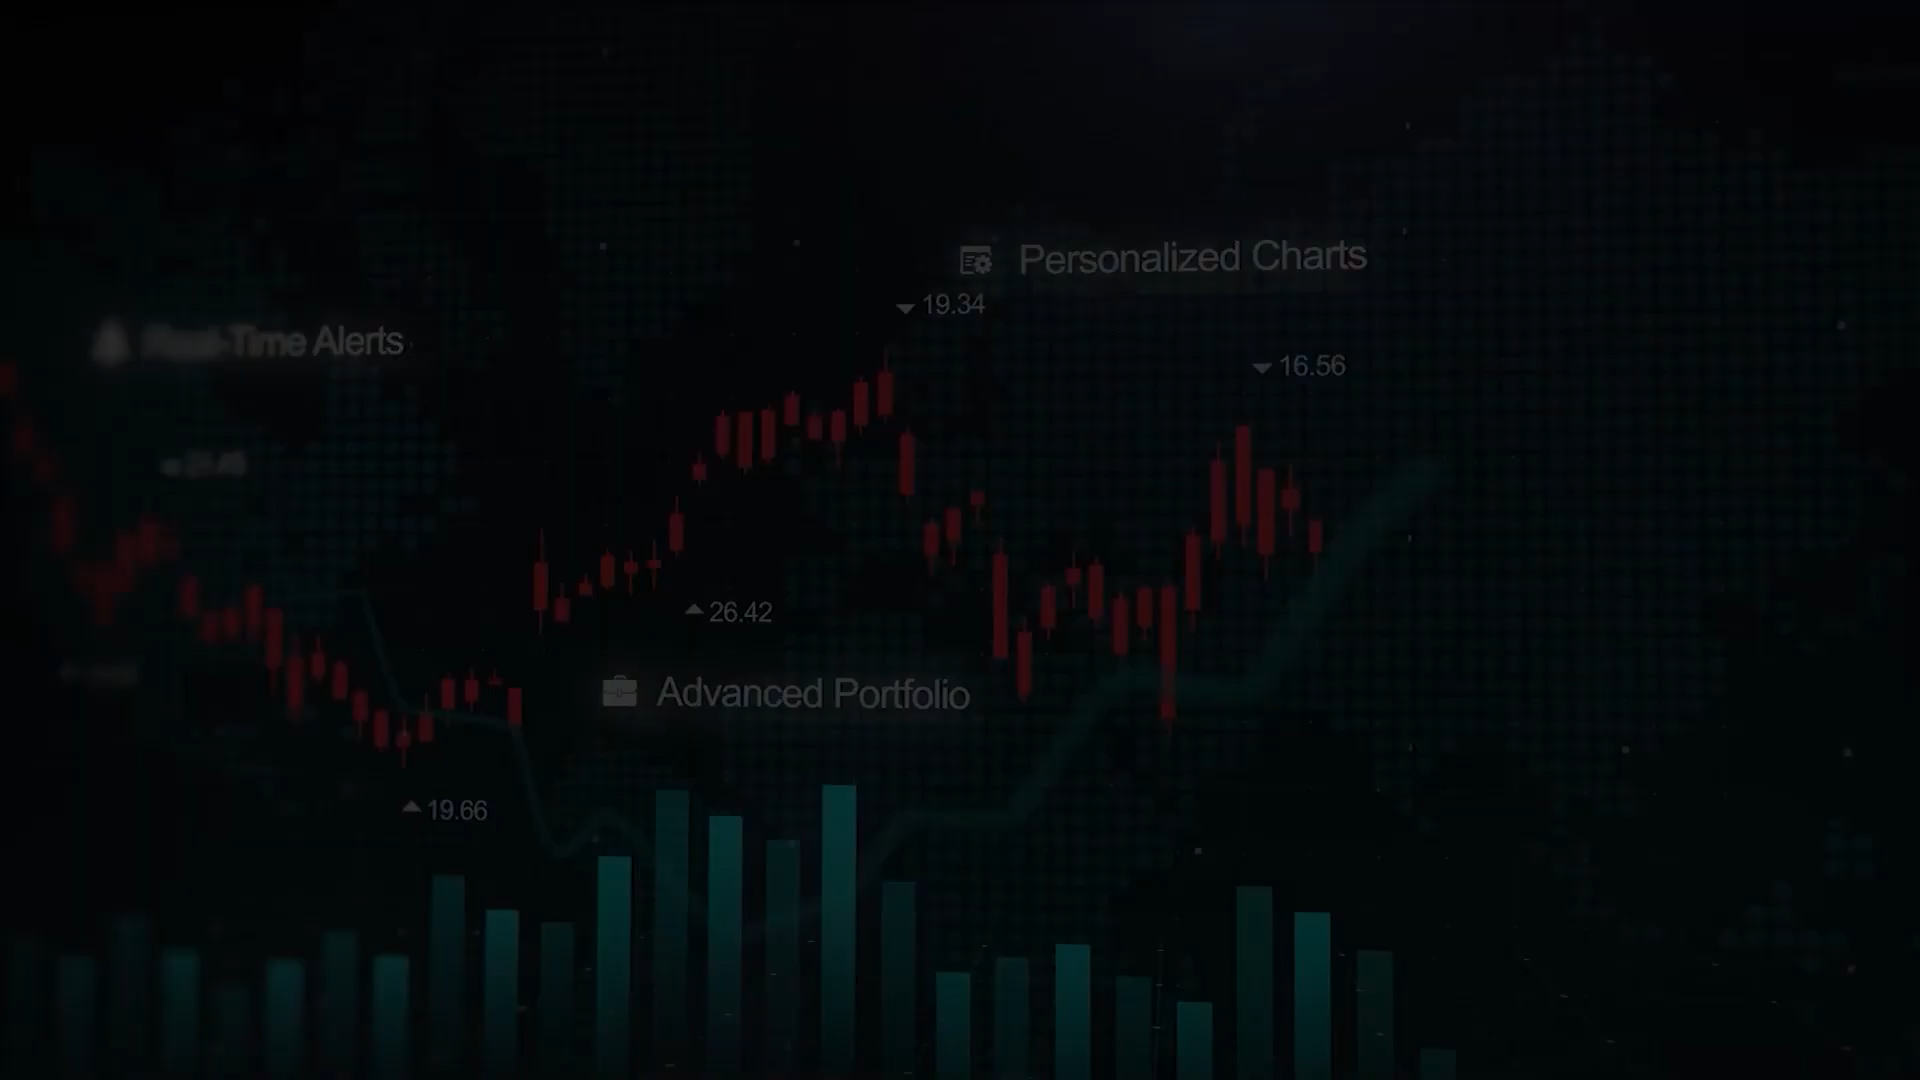 Personalized Charts
19.34
Real-Time Alerts
16.56
26.42
Advanced Portfolio
19.66